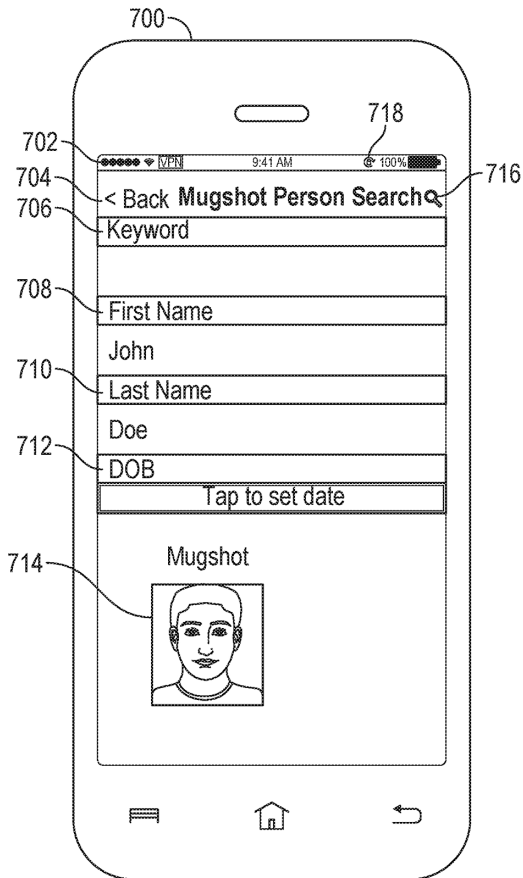 700
718
702
VPN 9:41 AM 100%
704
716
< Back Mugshot Person Search
706
Keyword
708
First Name
John
710
Last Name
Doe
712
DOB
Tap to set date
Mugshot
714